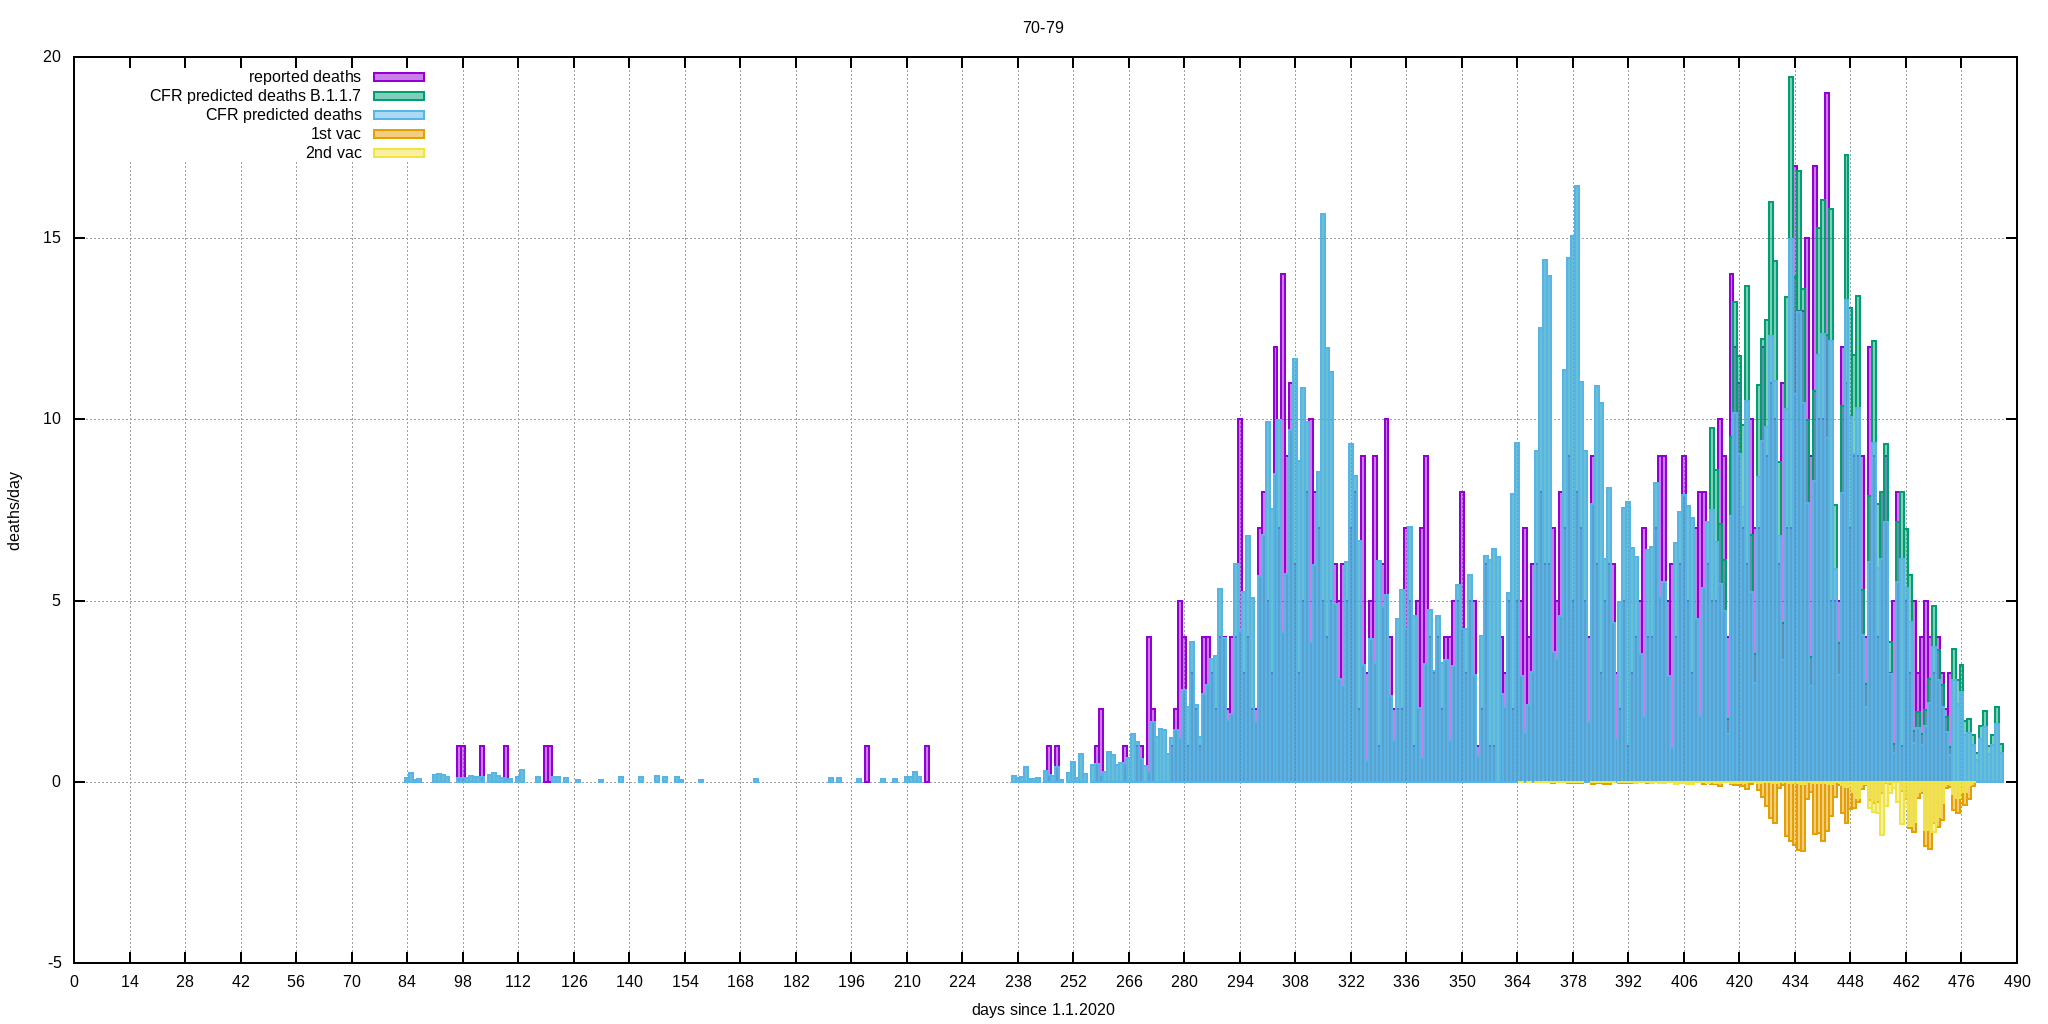 70-79
reported deaths
CFR predicted deaths B.1.1.7
CFR predicted deaths
1st vac
2nd vac
20
15
10
5
0
-5
deaths/day
0 14 28 42 56 70 84 98 112 126 140 154 168 182 196 210 224 238 252 266 280 294 308 322 336 350 364 378 392 406 420 434 448 462 476 490
days since 1.1.2020